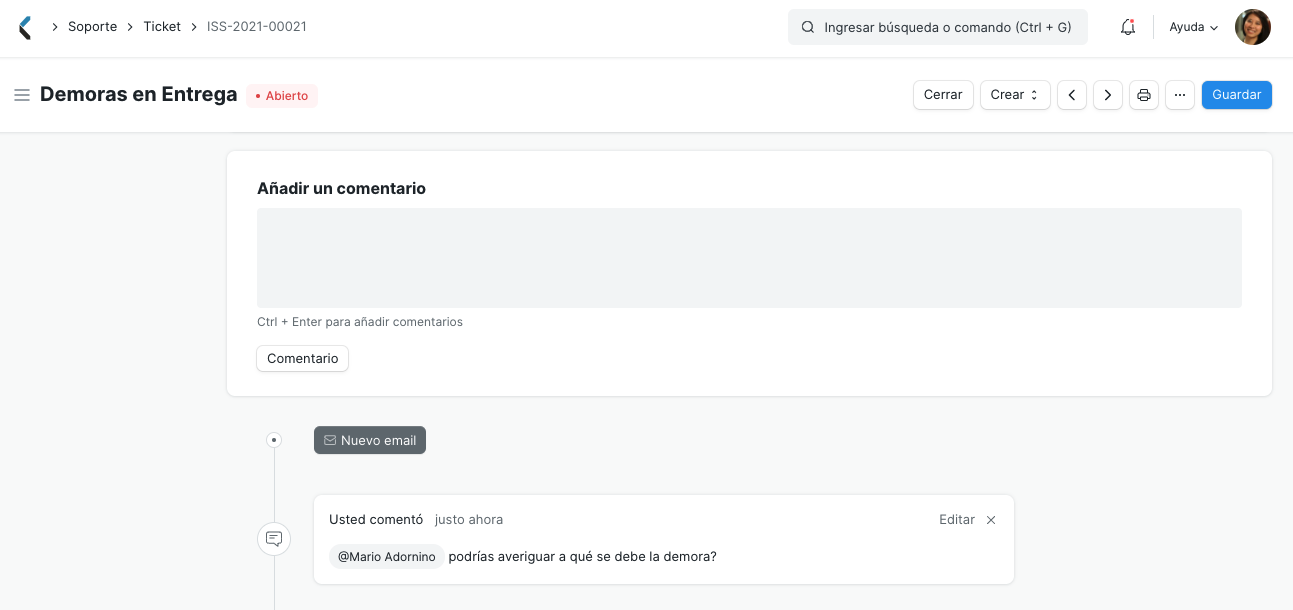 Soporte Ticket ISS-2021-00021 Ingresar búsqueda o comando (Ctrl + G) Ayuda
Demoras en Entrega Abierto Cerrar Crear ... Guardar
Añadir un comentario
Ctrl + Enter para añadir comentarios
Comentario
Nuevo email
Usted comentó justo ahora Editar
@Mario Adornino podrías averiguar a qué se debe la demora?